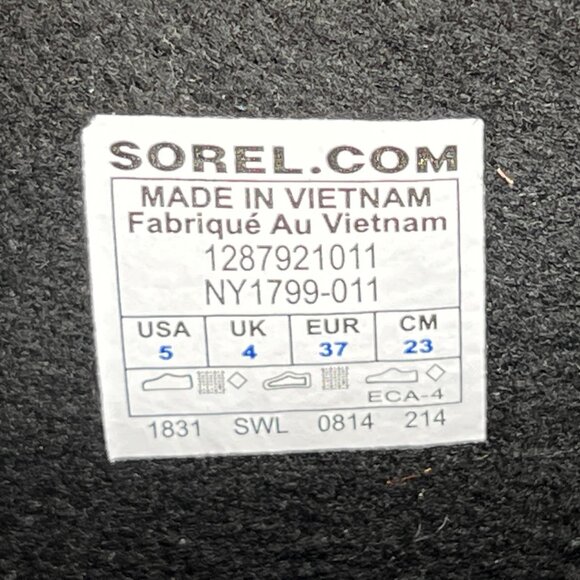 SOREL.COM
MADE IN VIETNAM
Fabriqué Au Vietnam
1287921011
NY1799-011
USA UK EUR CM
5 4 37 23
ECA-4
1831 SWL 0814 214